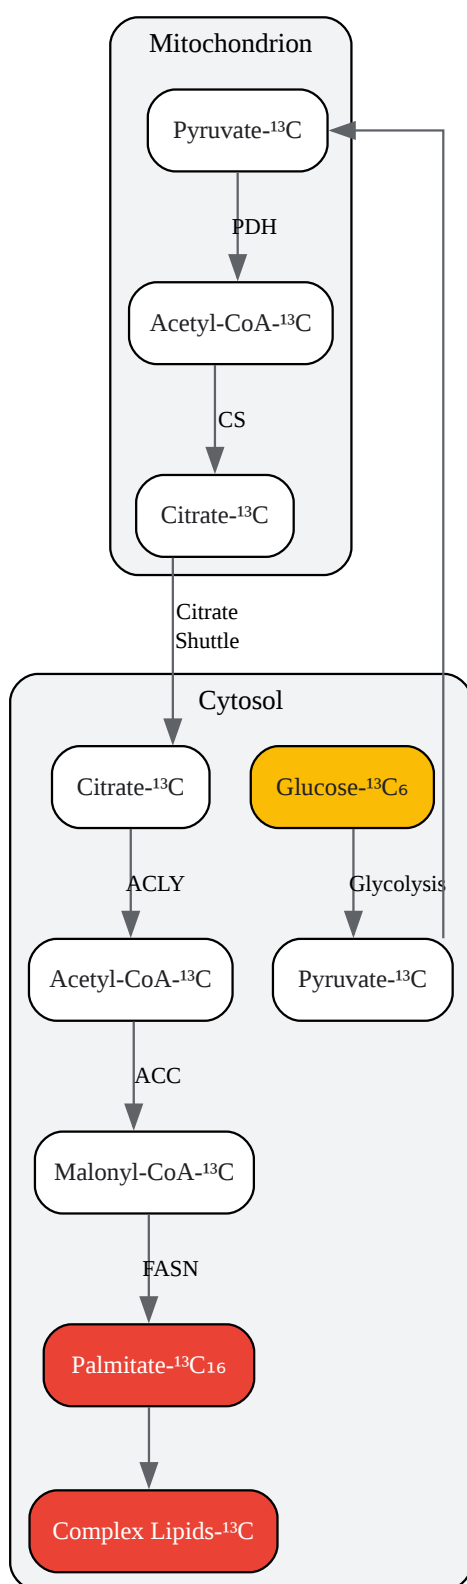 Mitochondrion
Pyruvate-¹³C
PDH
Acetyl-CoA-¹³C
CS
Citrate-¹³C
Citrate
Shuttle
Cytosol
Citrate-¹³C
Glucose-¹³C₆
ACLY
Glycolysis
Acetyl-CoA-¹³C
Pyruvate-¹³C
ACC
Malonyl-CoA-¹³C
FASN
Palmitate-¹³C₁₆
Complex Lipids-¹³C